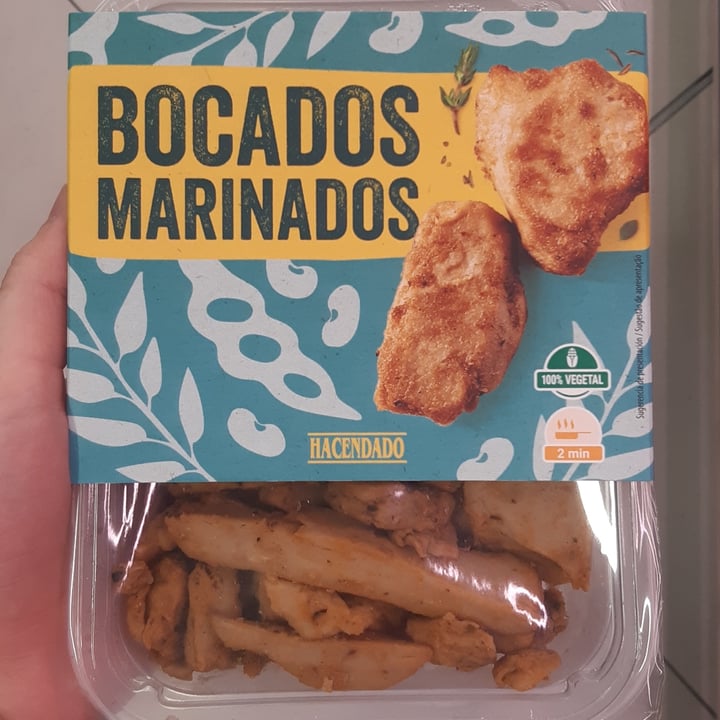 BOCADOS
MARINADOS
Sugerencia de presentación / Sugestão de apresentação
100% VEGETAL
HACENDADO
2 min